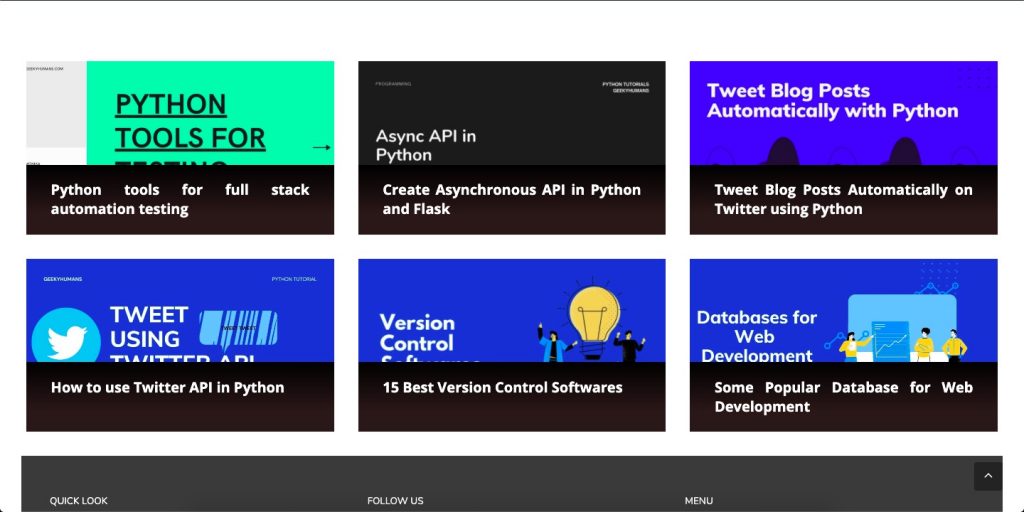 GEEKYHUMANS.COM
PYTHON
TOOLS FOR
TESTING
Python tools for full stack
automation testing
PROGRAMMING
PYTHON TUTORIALS
GEEKYHUMANS
Async API in
Python
Create Asynchronous API in Python
and Flask
Tweet Blog Posts
Automatically with Python
Tweet Blog Posts Automatically on
Twitter using Python
GEEKYHUMANS
PYTHON TUTORIAL
TWEET
USING
TWITTER API
TWEET TWEET
How to use Twitter API in Python
Version
Control
Softwares
15 Best Version Control Softwares
Databases for
Web
Development
Some Popular Database for Web
Development
QUICK LOOK
FOLLOW US
MENU